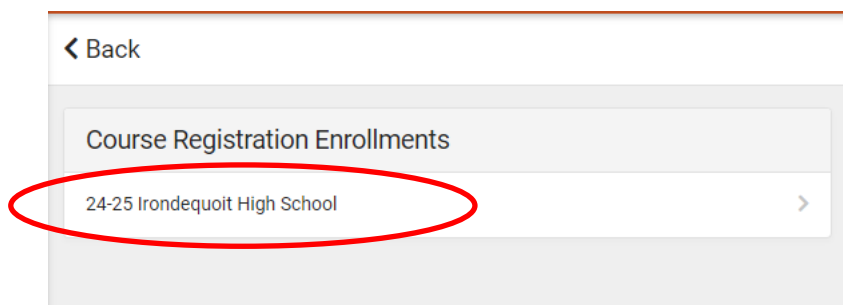 Back
Course Registration Enrollments
24-25 Irondequoit High School